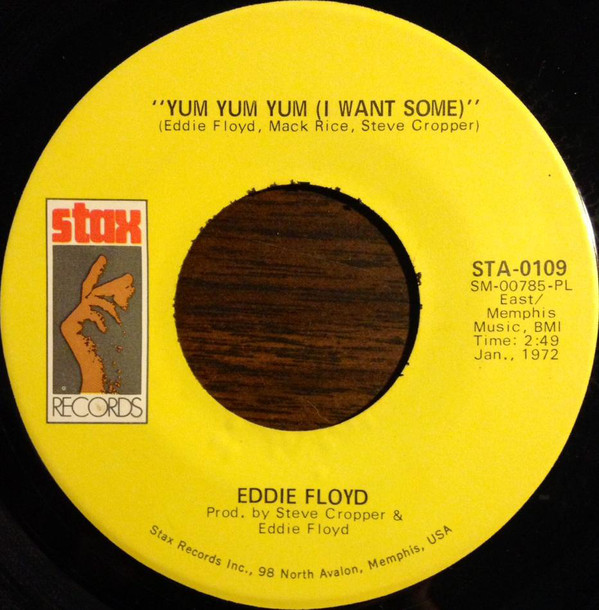 "YUM YUM YUM (I WANT SOME)"
(Eddie Floyd, Mack Rice, Steve Cropper)
stax
RECORDS
STA-0109
SM-00785-PL
East/
Memphis
Music, BMI
Time: 2:49
Jan., 1972
EDDIE FLOYD
Prod. by Steve Cropper &
Eddie Floyd
Stax Records Inc., 98 North Avalon, Memphis, USA